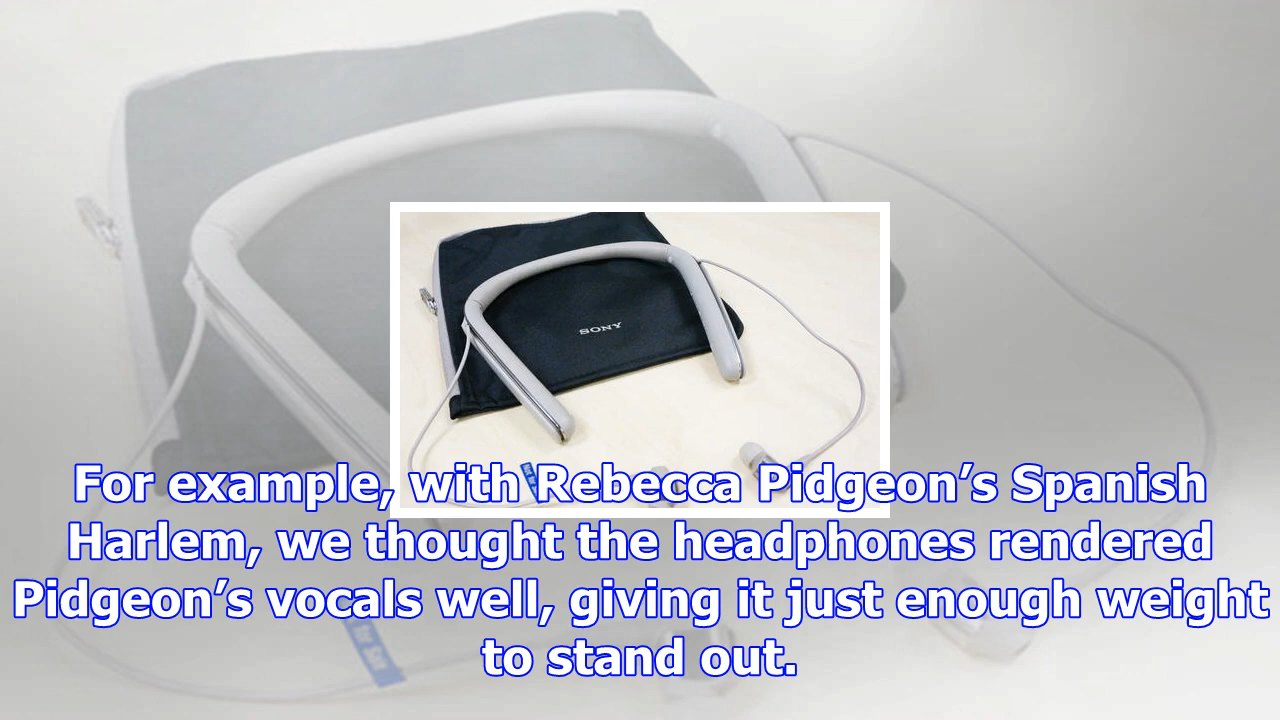 SONY
For example, with Rebecca Pidgeon’s Spanish
Harlem, we thought the headphones rendered
Pidgeon’s vocals well, giving it just enough weight
to stand out.